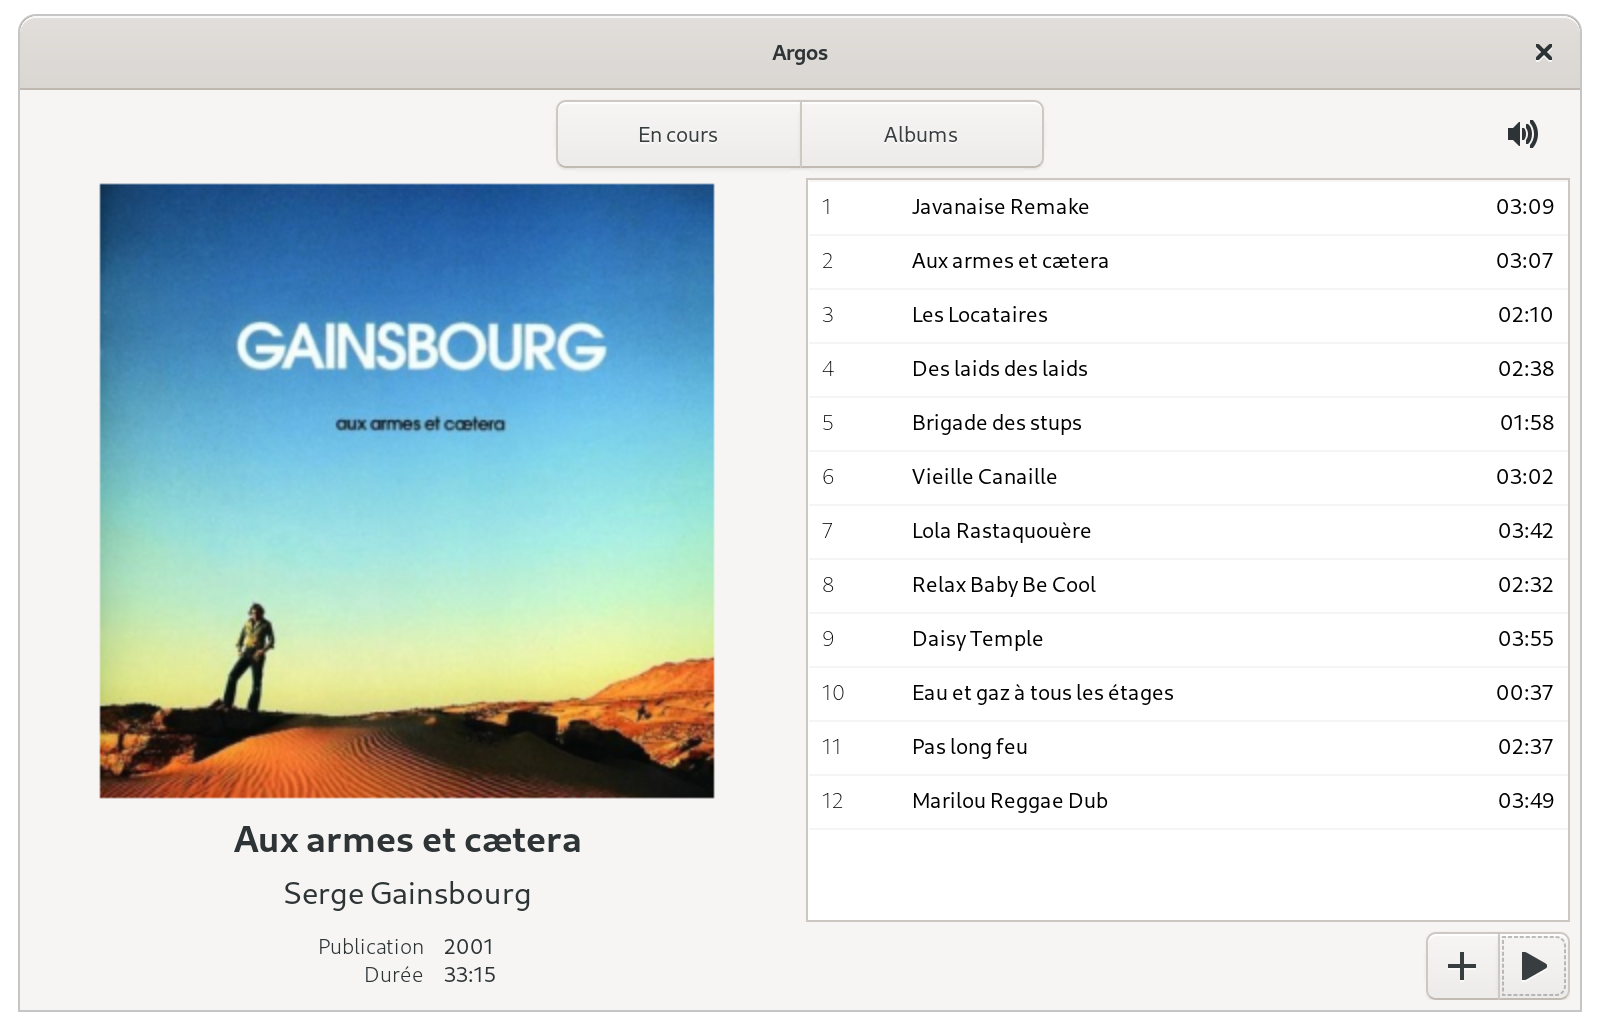 Argos
En cours
Albums
GAINSBOURG
aux armes et cætera
Aux armes et cætera
Serge Gainsbourg
Publication 2001
Durée 33:15
1 Javanaise Remake 03:09
2 Aux armes et cætera 03:07
3 Les Locataires 02:10
4 Des laids des laids 02:38
5 Brigade des stups 01:58
6 Vieille Canaille 03:02
7 Lola Rastaquouère 03:42
8 Relax Baby Be Cool 02:32
9 Daisy Temple 03:55
10 Eau et gaz à tous les étages 00:37
11 Pas long feu 02:37
12 Marilou Reggae Dub 03:49